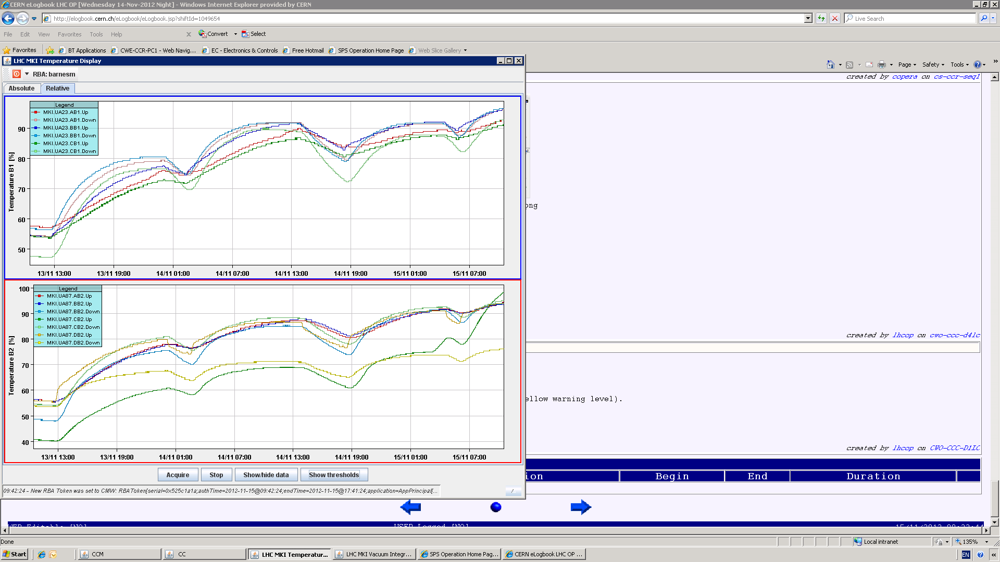 CERN eLogbook LHC OP [Wednesday 14-Nov-2012 Night] - Windows Internet Explorer provided by CERN
http://elogbook.cern.ch/eLogbook/eLogbook.jsp?shiftId=1049654
Live Search
File Edit View Favorites Tools Help x Convert Select
Favorites BT Applications CWE-CCR-PC1 - Web Navig... EC - Electronics & Controls Free Hotmail SPS Operation Home Page Web Slice Gallery
LHC MKI Temperature Display
Page Safety Tools
RBA: barnesm
created by copera on cs-ccr-seq1
Absolute Relative
Legend
MKI.UA23.AB1.Up
MKI.UA23.AB1.Down
MKI.UA23.BB1.Up
MKI.UA23.BB1.Down
MKI.UA23.CB1.Up
MKI.UA23.CB1.Down
90
80
70
60
50
Temperature B1 [%]
13/11 13:00 13/11 19:00 14/11 01:00 14/11 07:00 14/11 13:00 14/11 19:00 15/11 01:00 15/11 07:00
png
Legend
MKI.UA87.AB2.Up
MKI.UA87.BB2.Up
MKI.UA87.BB2.Down
MKI.UA87.CB2.Up
MKI.UA87.CB2.Down
MKI.UA87.DB2.Up
MKI.UA87.DB2.Down
100
90
80
70
60
50
40
Temperature B2 [%]
13/11 13:00 13/11 19:00 14/11 01:00 14/11 07:00 14/11 13:00 14/11 19:00 15/11 01:00 15/11 07:00
created by lhcop on cwo-ccc-d4lc
ellow warning level).
created by lhcop on CWO-CCC-D1LC
Acquire Stop Show/hide data Show thresholds
ion Begin End Duration
09:42:24 - New RBA Token was set to CMW: RBAToken[serial=0x525c1a1a;authTime=2012-11-15@09:42:24;endTime=2012-11-15@17:41:24;application=AppPrincipal[...
/
Done
Local intranet
135%
Start CCM CC LHC MKI Temperatur... LHC MKI Vacuum Integr... SPS Operation Home Pag... CERN eLogbook LHC OP ... EN